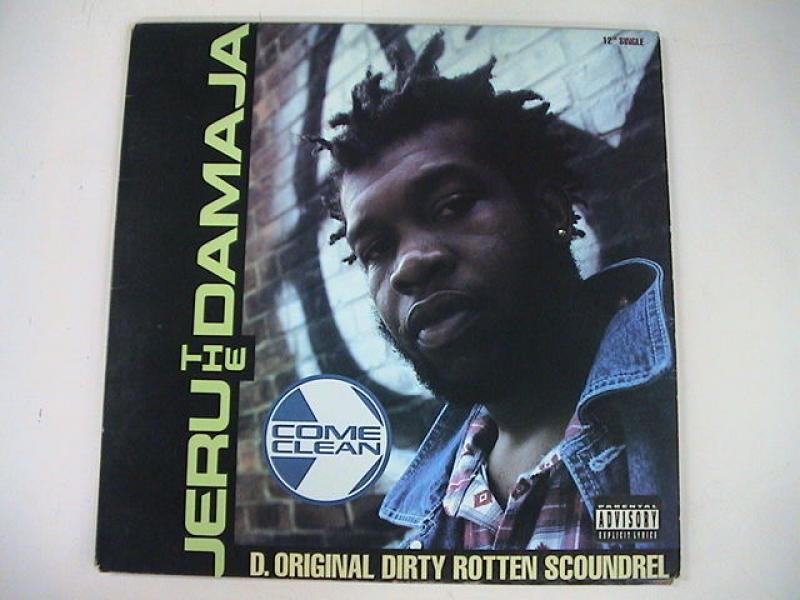 JERU THE DAMAJA
12" SINGLE
COME
CLEAN
PARENTAL
ADVISORY
EXPLICIT LYRICS
D. ORIGINAL DIRTY ROTTEN SCOUNDREL